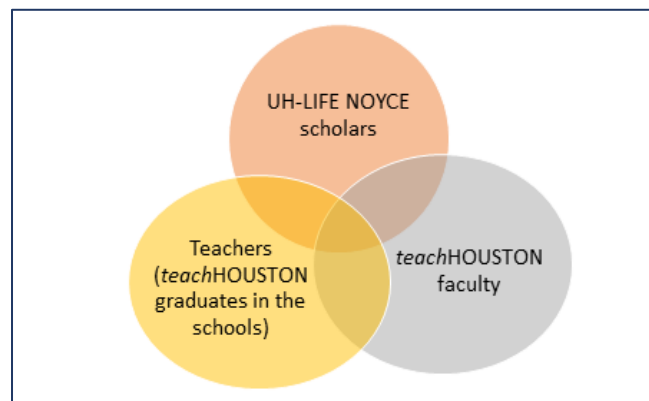 UH-LIFE NOYCE
scholars
Teachers
(teachHOUSTON
graduates in the
schools)
teachHOUSTON
faculty